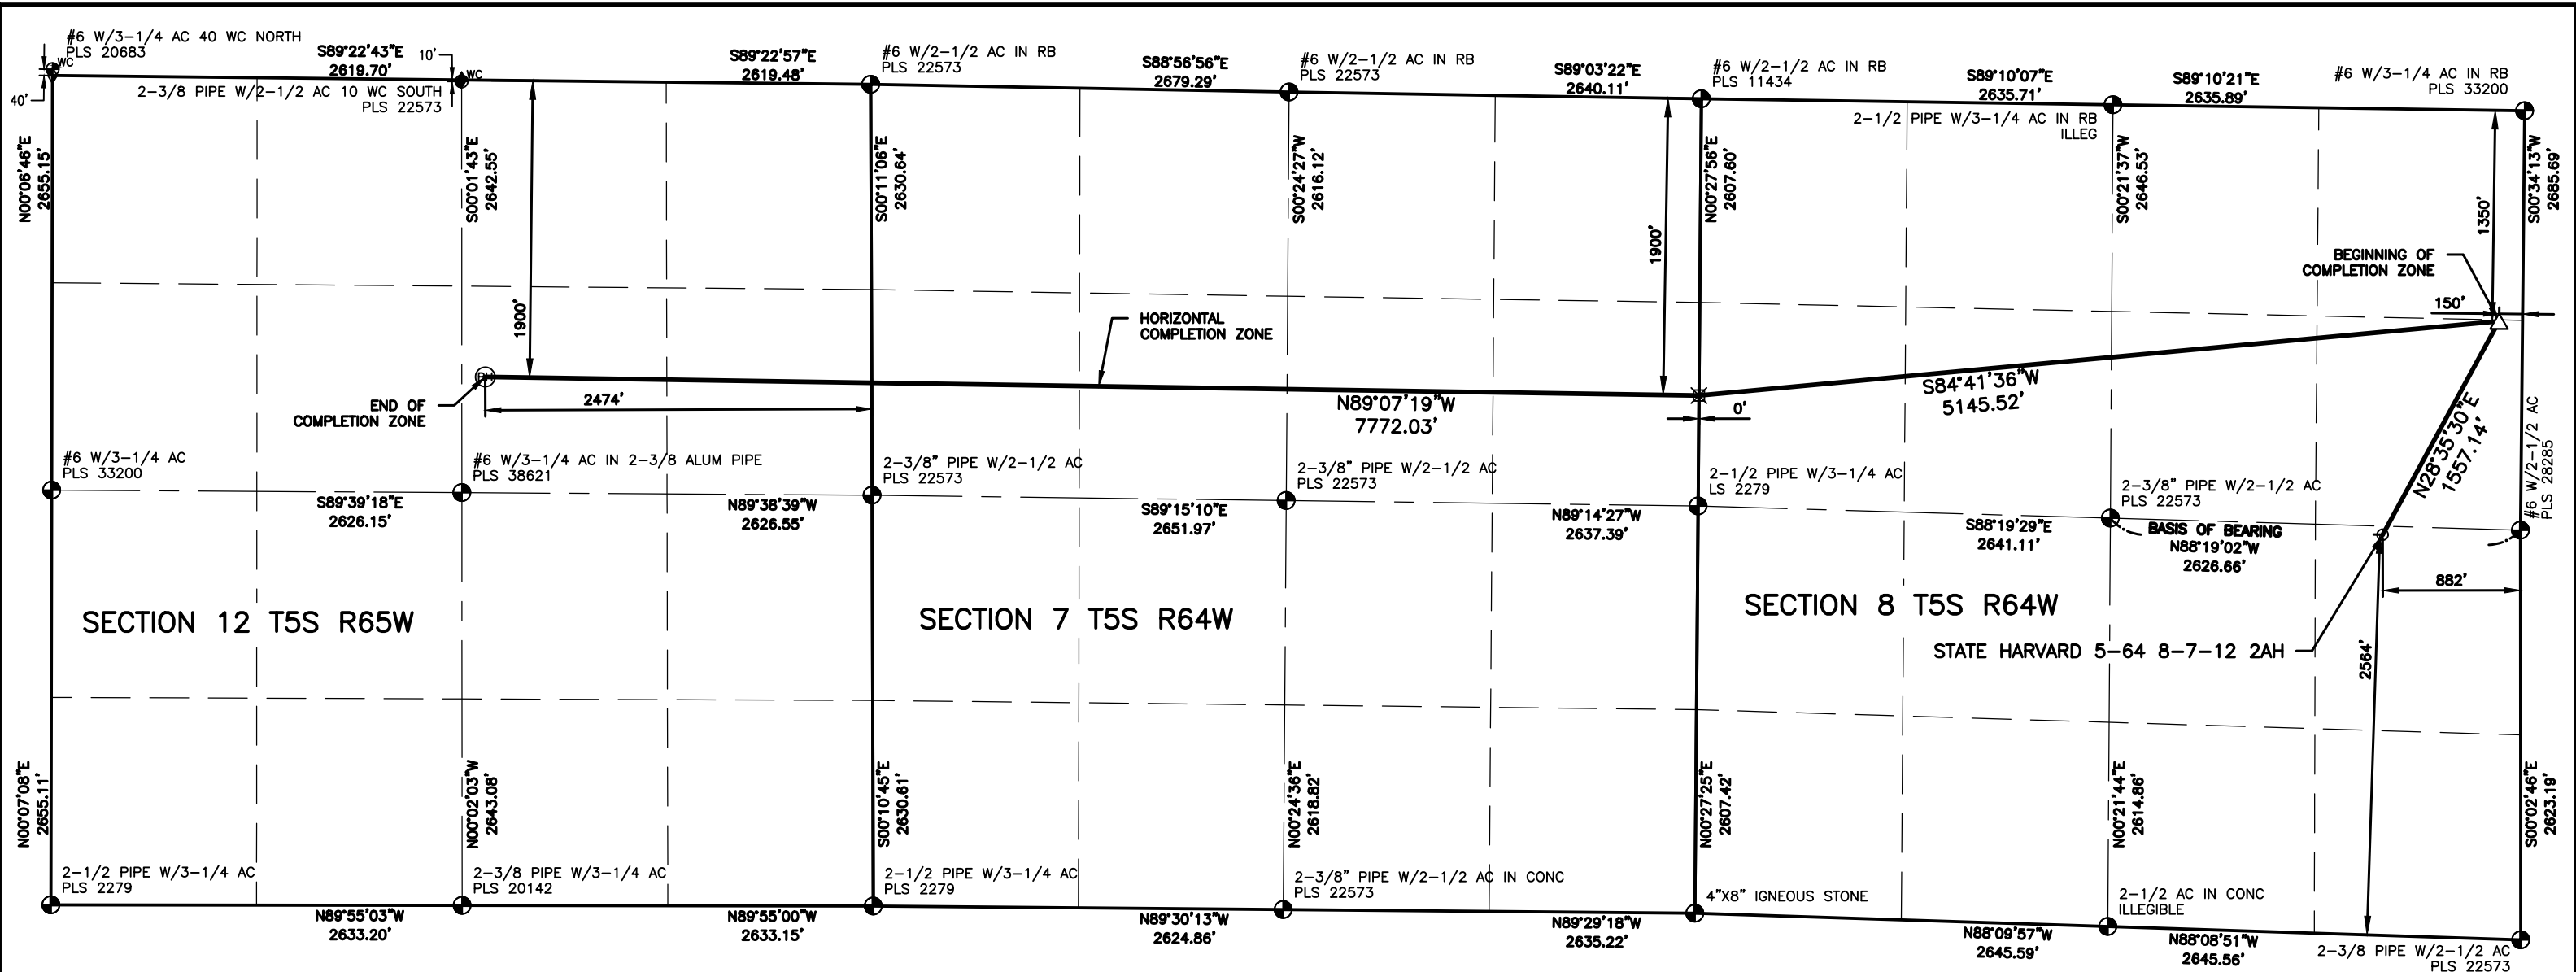 #6 W/3-1/4 AC 40 WC NORTH
PLS 20683
WC
40'
S89°22'43"E
2619.70'
10'
WC
2-3/8 PIPE W/2-1/2 AC 10 WC SOUTH
PLS 22573
S89°22'57"E
2619.48'
#6 W/2-1/2 AC IN RB
PLS 22573
S88°56'56"E
2679.29'
#6 W/2-1/2 AC IN RB
PLS 22573
S89°03'22"E
2640.11'
#6 W/2-1/2 AC IN RB
PLS 11434
S89°10'07"E
2635.71'
2-1/2 PIPE W/3-1/4 AC IN RB
ILLEG
S89°10'21"E
2635.89'
#6 W/3-1/4 AC IN RB
PLS 33200
N00°06'46"E
2655.15'
S00°01'43"E
2642.55'
1900'
S00°11'06"E
2630.64'
S00°24'27"W
2616.12'
1900'
N00°27'56"E
2607.60'
S00°21'37"W
2646.53'
1350'
S00°34'13"W
2685.69'
BEGINNING OF
COMPLETION ZONE
150'
HORIZONTAL
COMPLETION ZONE
BH
END OF
COMPLETION ZONE
2474'
N89°07'19"W
7772.03'
0'
S84°41'36"W
5145.52'
N28°35'30"E
1557.14'
#6 W/2-1/2 AC
PLS 28285
#6 W/3-1/4 AC
PLS 33200
S89°39'18"E
2626.15'
#6 W/3-1/4 AC IN 2-3/8 ALUM PIPE
PLS 38621
N89°38'39"W
2626.55'
2-3/8" PIPE W/2-1/2 AC
PLS 22573
S89°15'10"E
2651.97'
2-3/8" PIPE W/2-1/2 AC
PLS 22573
N89°14'27"W
2637.39'
2-1/2 PIPE W/3-1/4 AC
LS 2279
S88°19'29"E
2641.11'
2-3/8" PIPE W/2-1/2 AC
PLS 22573
BASIS OF BEARING
N88°19'02"W
2626.66'
882'
SECTION 12 T5S R65W
SECTION 7 T5S R64W
SECTION 8 T5S R64W
STATE HARVARD 5-64 8-7-12 2AH
2564'
N00°07'08"E
2655.11'
N00°02'03"W
2643.08'
S00°10'45"E
2630.61'
N00°24'36"E
2618.82'
N00°27'25"E
2607.42'
N00°21'44"E
2614.86'
S00°02'46"E
2623.19'
2-1/2 PIPE W/3-1/4 AC
PLS 2279
N89°55'03"W
2633.20'
2-3/8 PIPE W/3-1/4 AC
PLS 20142
N89°55'00"W
2633.15'
2-1/2 PIPE W/3-1/4 AC
PLS 2279
N89°30'13"W
2624.86'
2-3/8" PIPE W/2-1/2 AC IN CONC
PLS 22573
N89°29'18"W
2635.22'
4"X8" IGNEOUS STONE
N88°09'57"W
2645.59'
2-1/2 AC IN CONC
ILLEGIBLE
N88°08'51"W
2645.56'
2-3/8 PIPE W/2-1/2 AC
PLS 22573